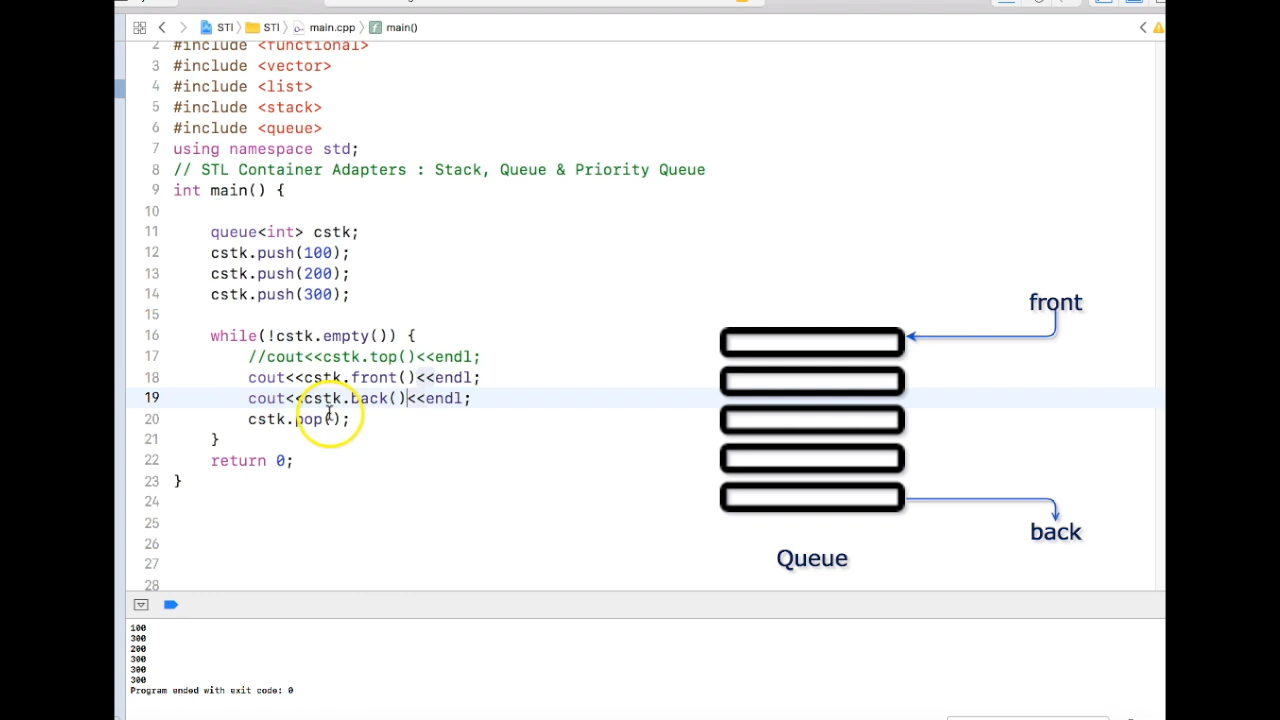 STI STI main.cpp main()
2 #include <functional>
3 #include <vector>
4 #include <list>
5 #include <stack>
6 #include <queue>
7 using namespace std;
8 // STL Container Adapters : Stack, Queue & Priority Queue
9 int main() {
10
11 queue<int> cstk;
12 cstk.push(100);
13 cstk.push(200);
14 cstk.push(300);
15
16 while(!cstk.empty()) {
17 //cout<<cstk.top()<<endl;
18 cout<<cstk.front()<<endl;
19 cout<<cstk.back()<<endl;
20 cstk.pop();
21 }
22 return 0;
23 }
24
25
26
27
28
front
back
Queue
100
300
200
300
300
300
Program ended with exit code: 0